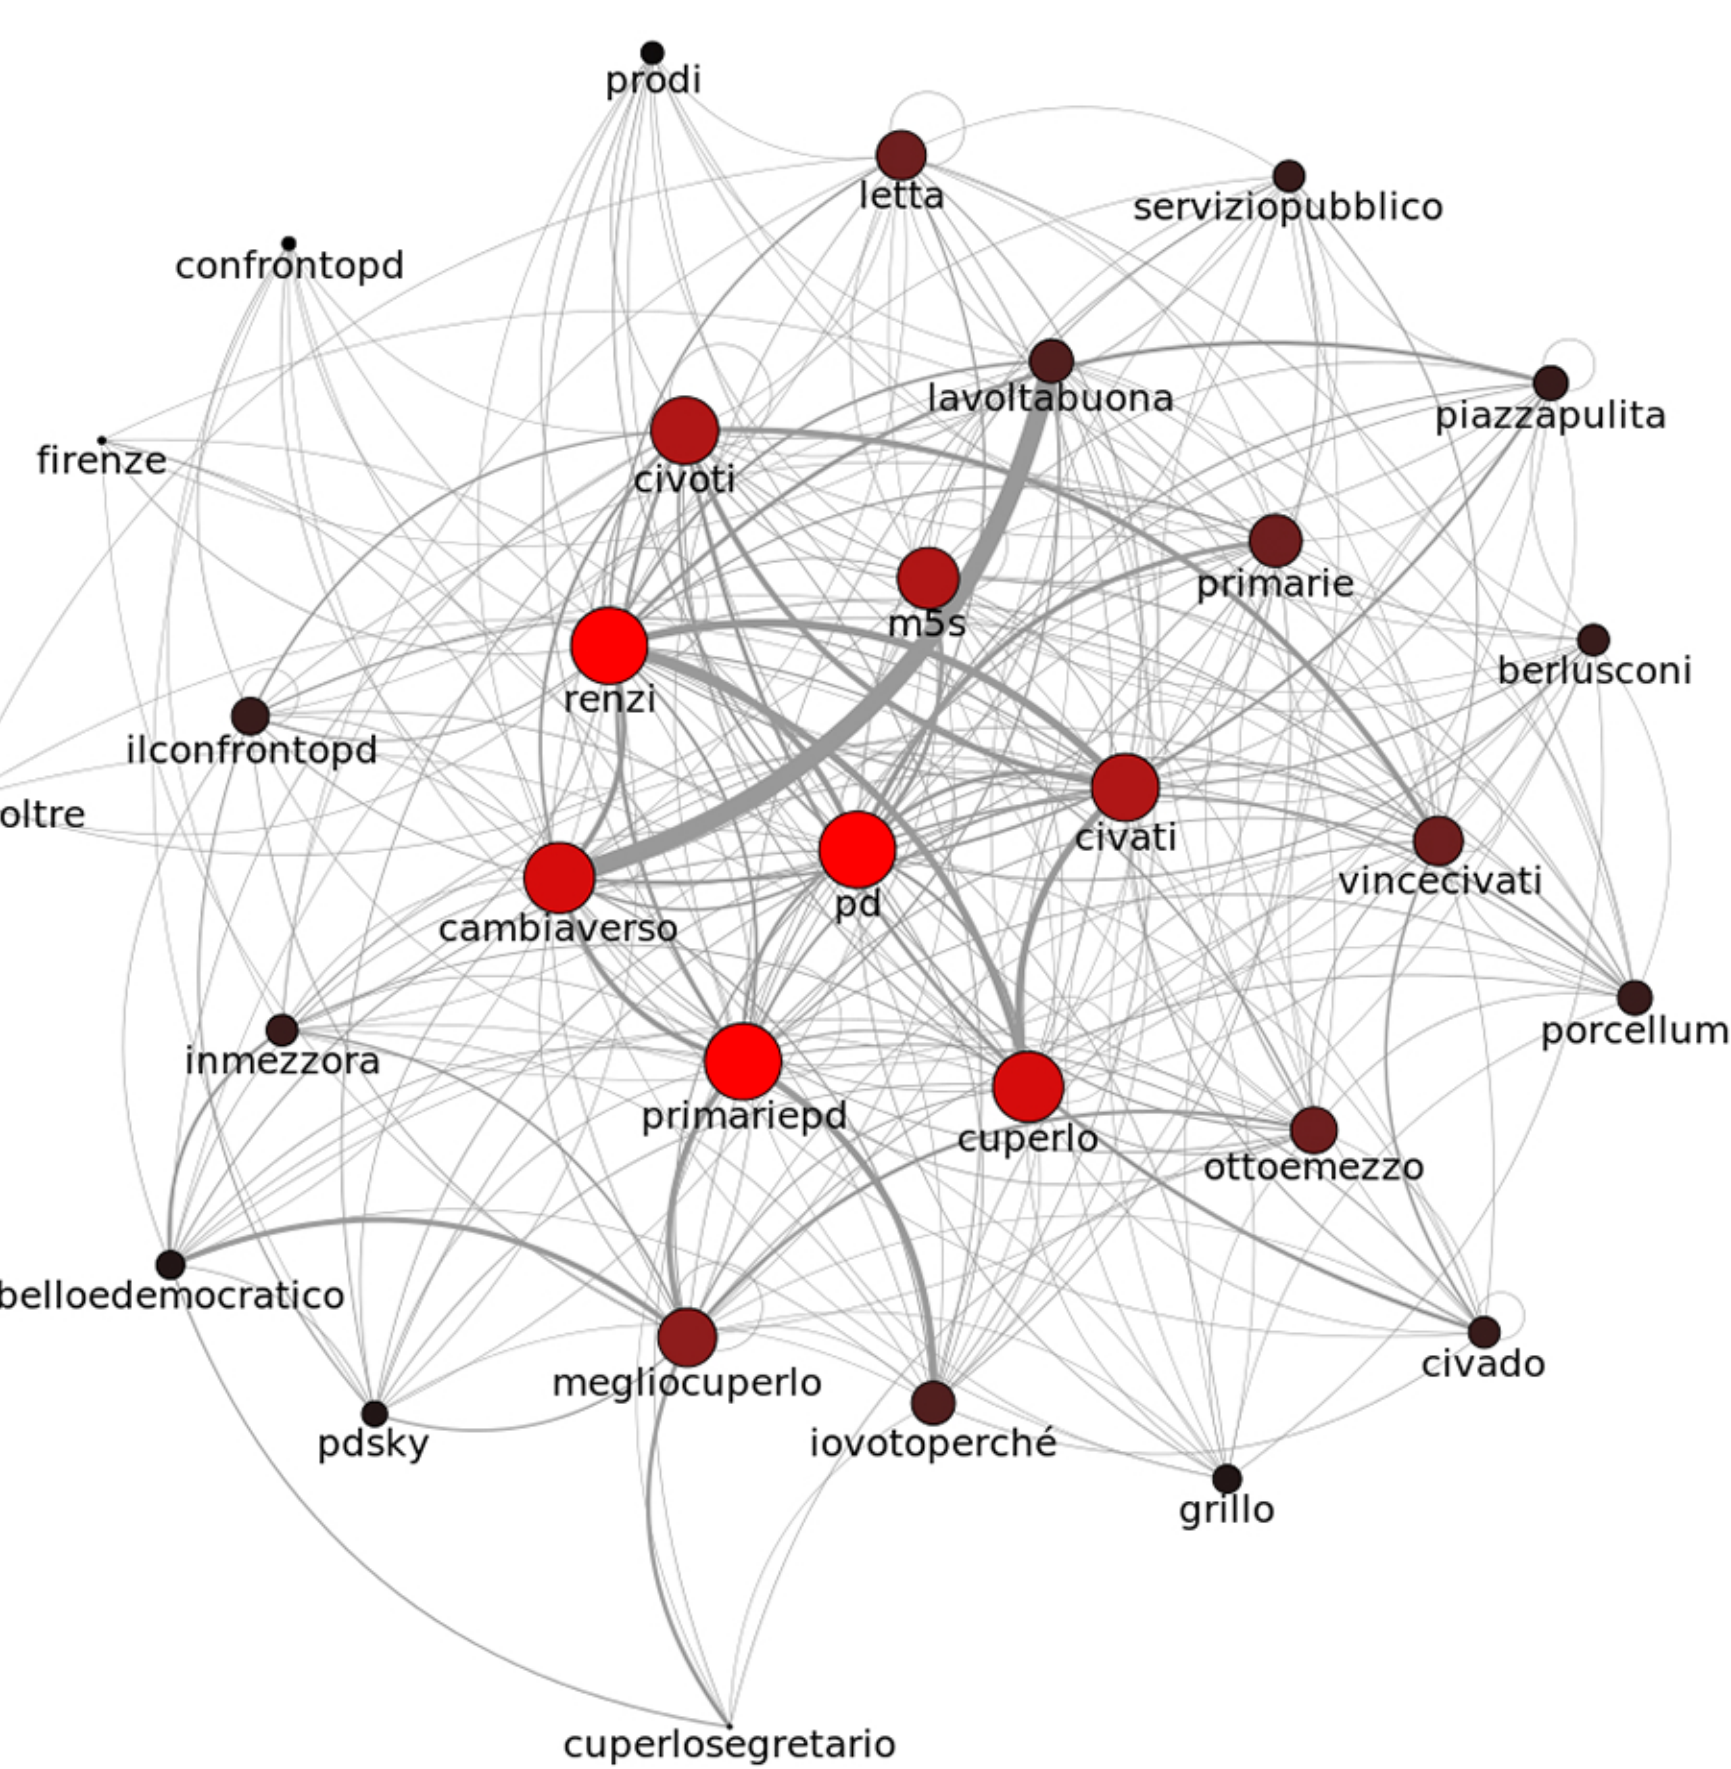 prodi
letta
serviziopubblico
confrontopd
lavoltabuona
piazzapulita
firenze
civoti
primarie
m5s
berlusconi
renzi
ilconfrontopd
oltre
civati
vincecivati
pd
cambiaverso
porcellum
inmezzora
primariepd
cuperlo
ottoemezzo
belloedemocratico
civado
megliocuperlo
pdsky
iovotoperché
grillo
cuperlosegretario